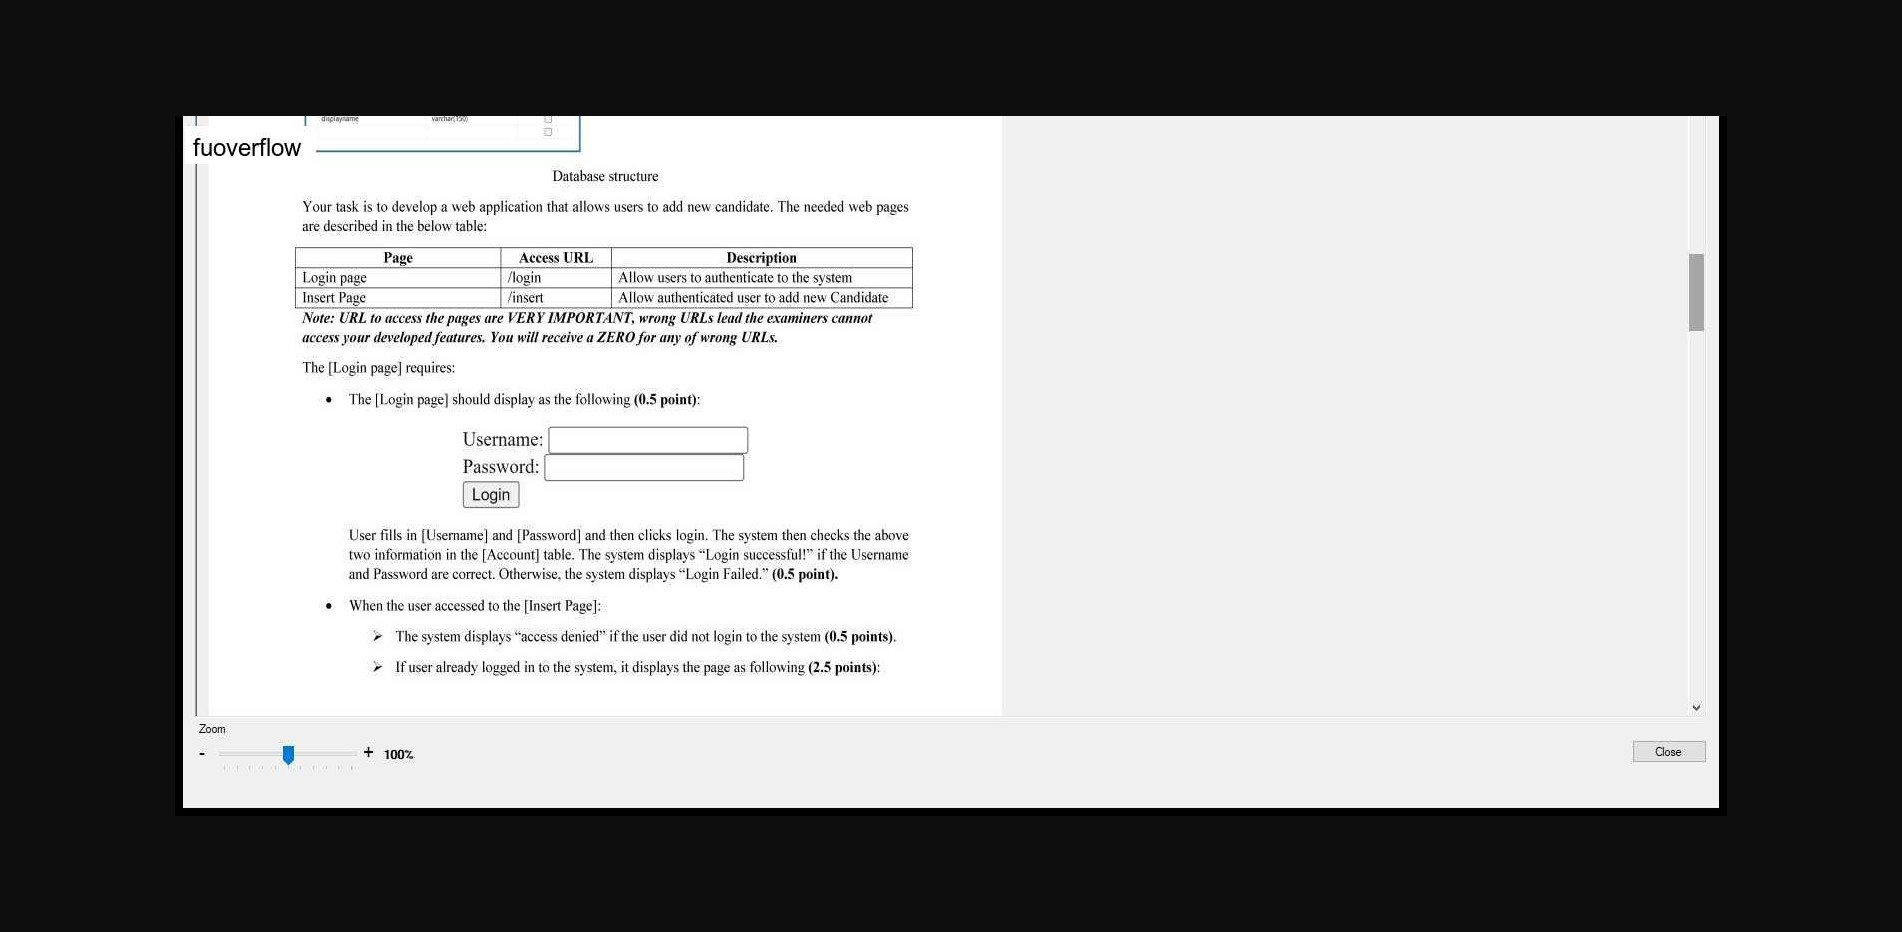 displayname varchar(150)
fuoverflow
Database structure
Your task is to develop a web application that allows users to add new candidate. The needed web pages
are described in the below table:
Page Access URL Description
Login page /login Allow users to authenticate to the system
Insert Page /insert Allow authenticated user to add new Candidate
Note: URL to access the pages are VERY IMPORTANT, wrong URLs lead the examiners cannot
access your developed features. You will receive a ZERO for any of wrong URLs.
The [Login page] requires:
• The [Login page] should display as the following (0.5 point):
Username:
Password:
Login
User fills in [Username] and [Password] and then clicks login. The system then checks the above
two information in the [Account] table. The system displays “Login successful!” if the Username
and Password are correct. Otherwise, the system displays “Login Failed.” (0.5 point).
• When the user accessed to the [Insert Page]:
➢ The system displays “access denied” if the user did not login to the system (0.5 points).
➢ If user already logged in to the system, it displays the page as following (2.5 points):
Zoom
- + 100%
Close